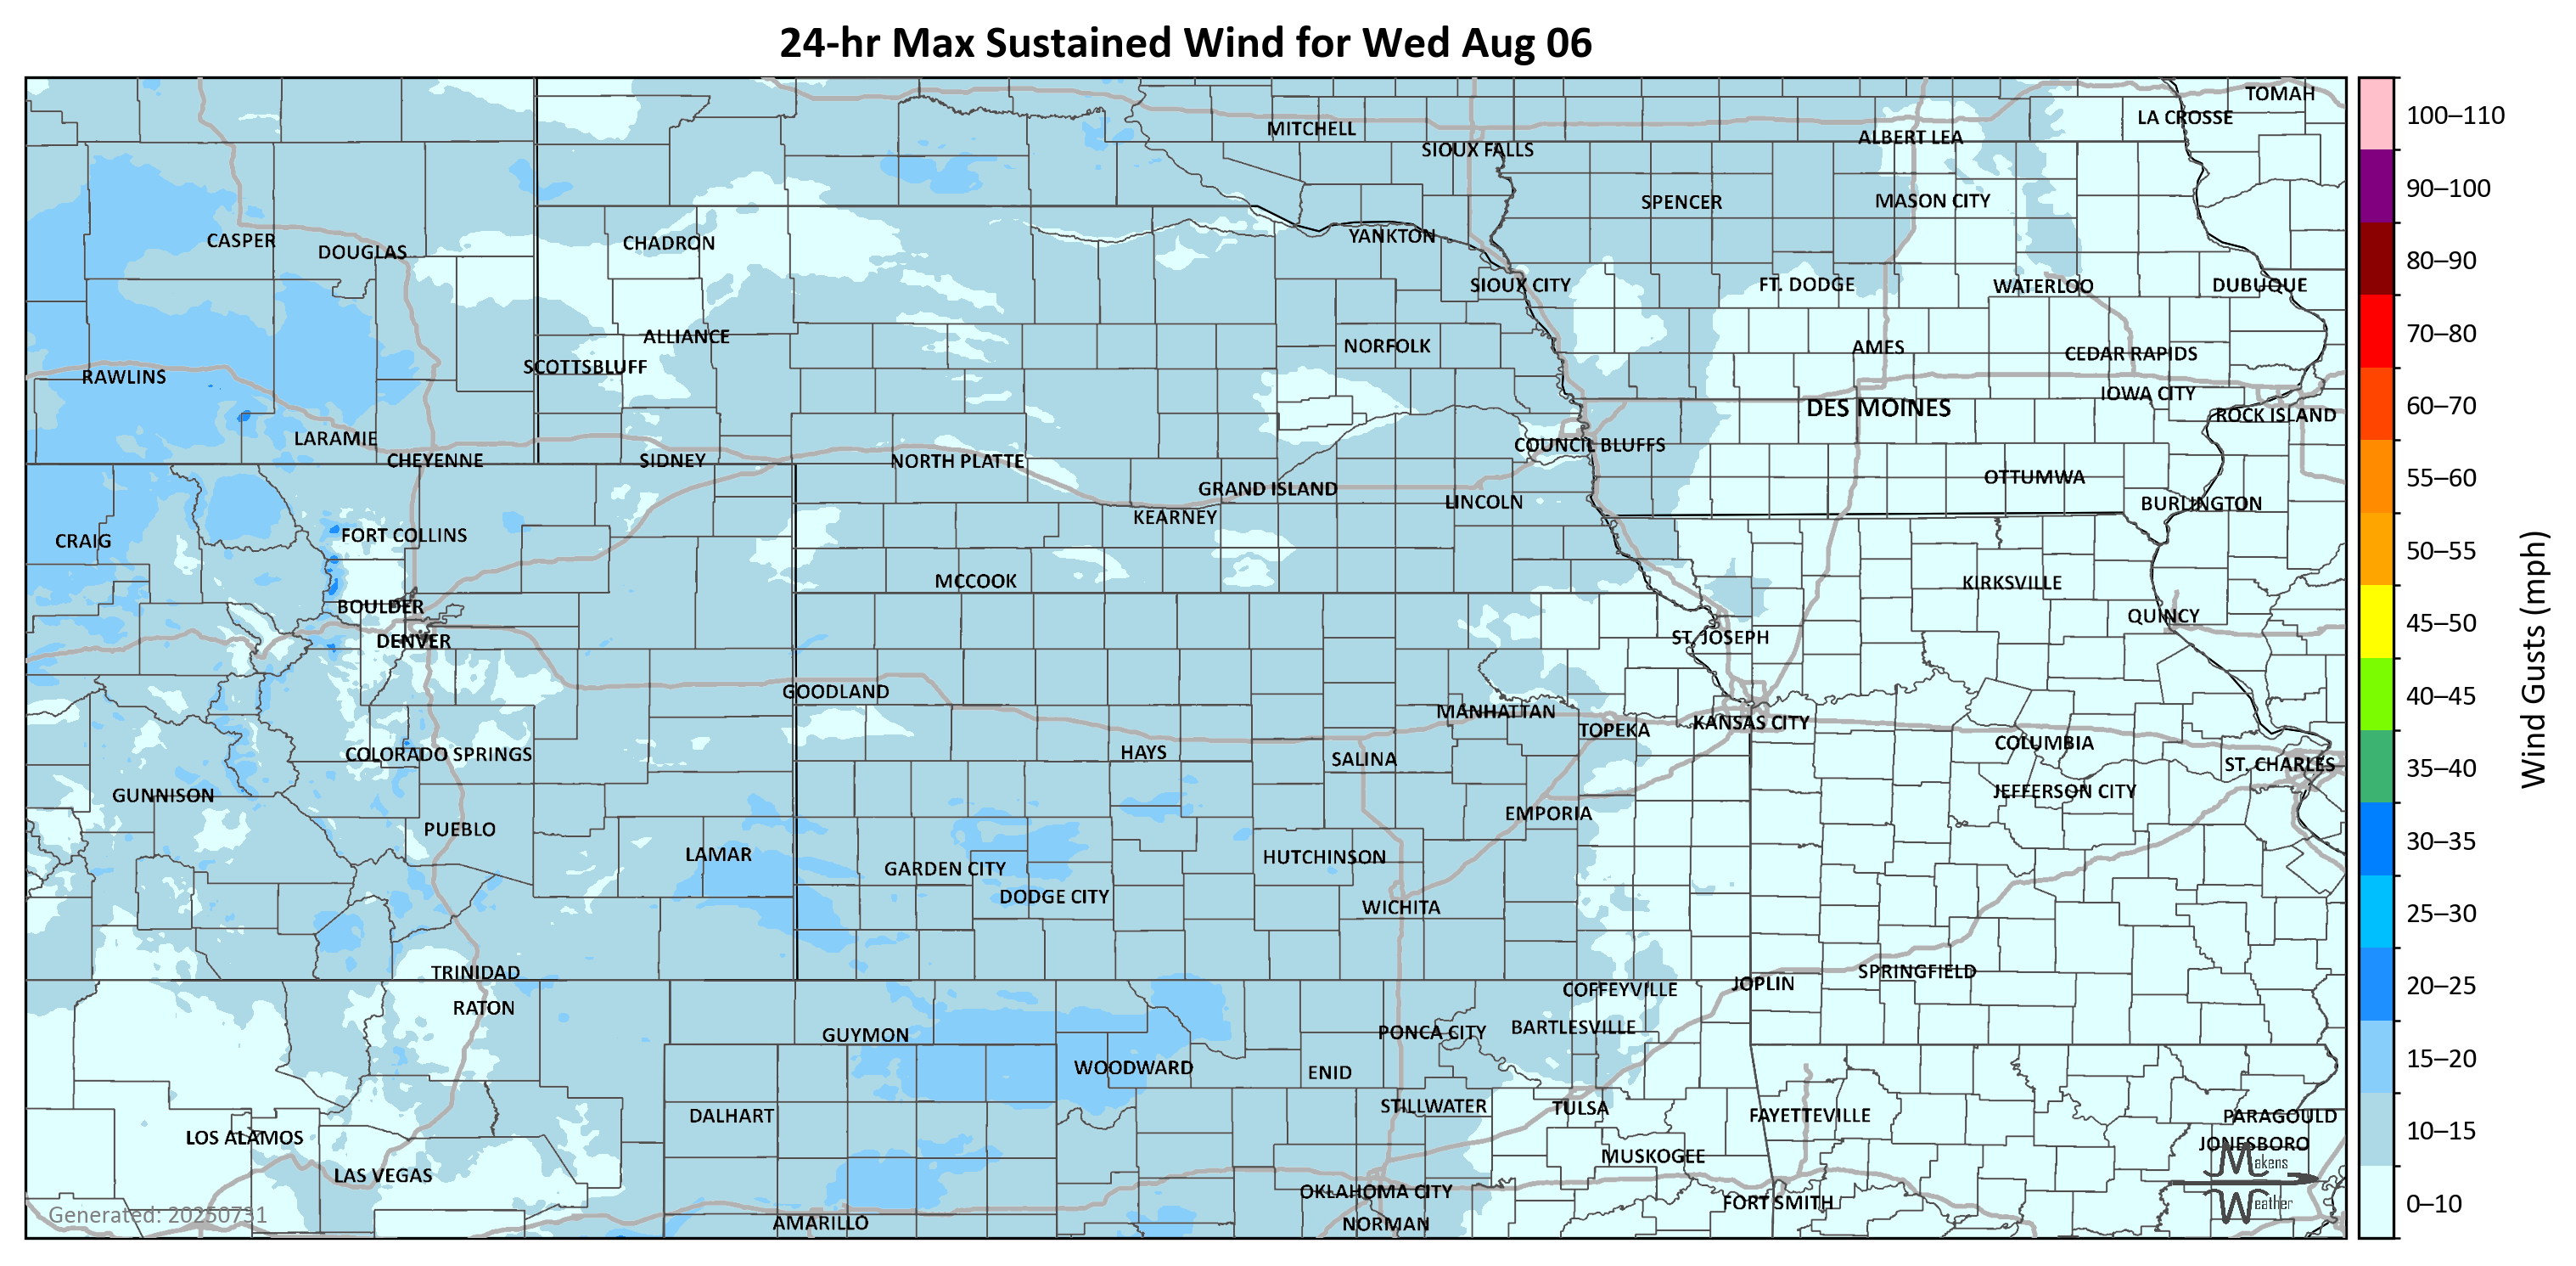 24-hr Max Sustained Wind for Wed Aug 06
TOMAH
LA CROSSE
MITCHELL
ALBERT LEA
SIOUX FALLS
SPENCER
MASON CITY
YANKTON
CASPER
CHADRON
DOUGLAS
SIOUX CITY
FT. DODGE
WATERLOO
DUBUQUE
ALLIANCE
NORFOLK
AMES
CEDAR RAPIDS
SCOTTSBLUFF
RAWLINS
IOWA CITY
DES MOINES
ROCK ISLAND
LARAMIE
COUNCIL BLUFFS
CHEYENNE
SIDNEY
NORTH PLATTE
OTTUMWA
GRAND ISLAND
LINCOLN
BURLINGTON
KEARNEY
FORT COLLINS
CRAIG
MCCOOK
KIRKSVILLE
BOULDER
QUINCY
DENVER
ST. JOSEPH
GOODLAND
MANHATTAN
KANSAS CITY
TOPEKA
COLUMBIA
HAYS
COLORADO SPRINGS
SALINA
ST. CHARLES
JEFFERSON CITY
GUNNISON
EMPORIA
PUEBLO
LAMAR
HUTCHINSON
GARDEN CITY
DODGE CITY
WICHITA
TRINIDAD
SPRINGFIELD
JOPLIN
COFFEYVILLE
RATON
BARTLESVILLE
PONCA CITY
GUYMON
WOODWARD
ENID
STILLWATER
TULSA
DALHART
FAYETTEVILLE
PARAGOULD
LOS ALAMOS
JONESBORO
MUSKOGEE
LAS VEGAS
OKLAHOMA CITY
FORT SMITH
AMARILLO
NORMAN
Generated: 20250731
Makens
Weather
100–110
90–100
80–90
70–80
60–70
55–60
50–55
45–50
40–45
35–40
30–35
25–30
20–25
15–20
10–15
0–10
Wind Gusts (mph)